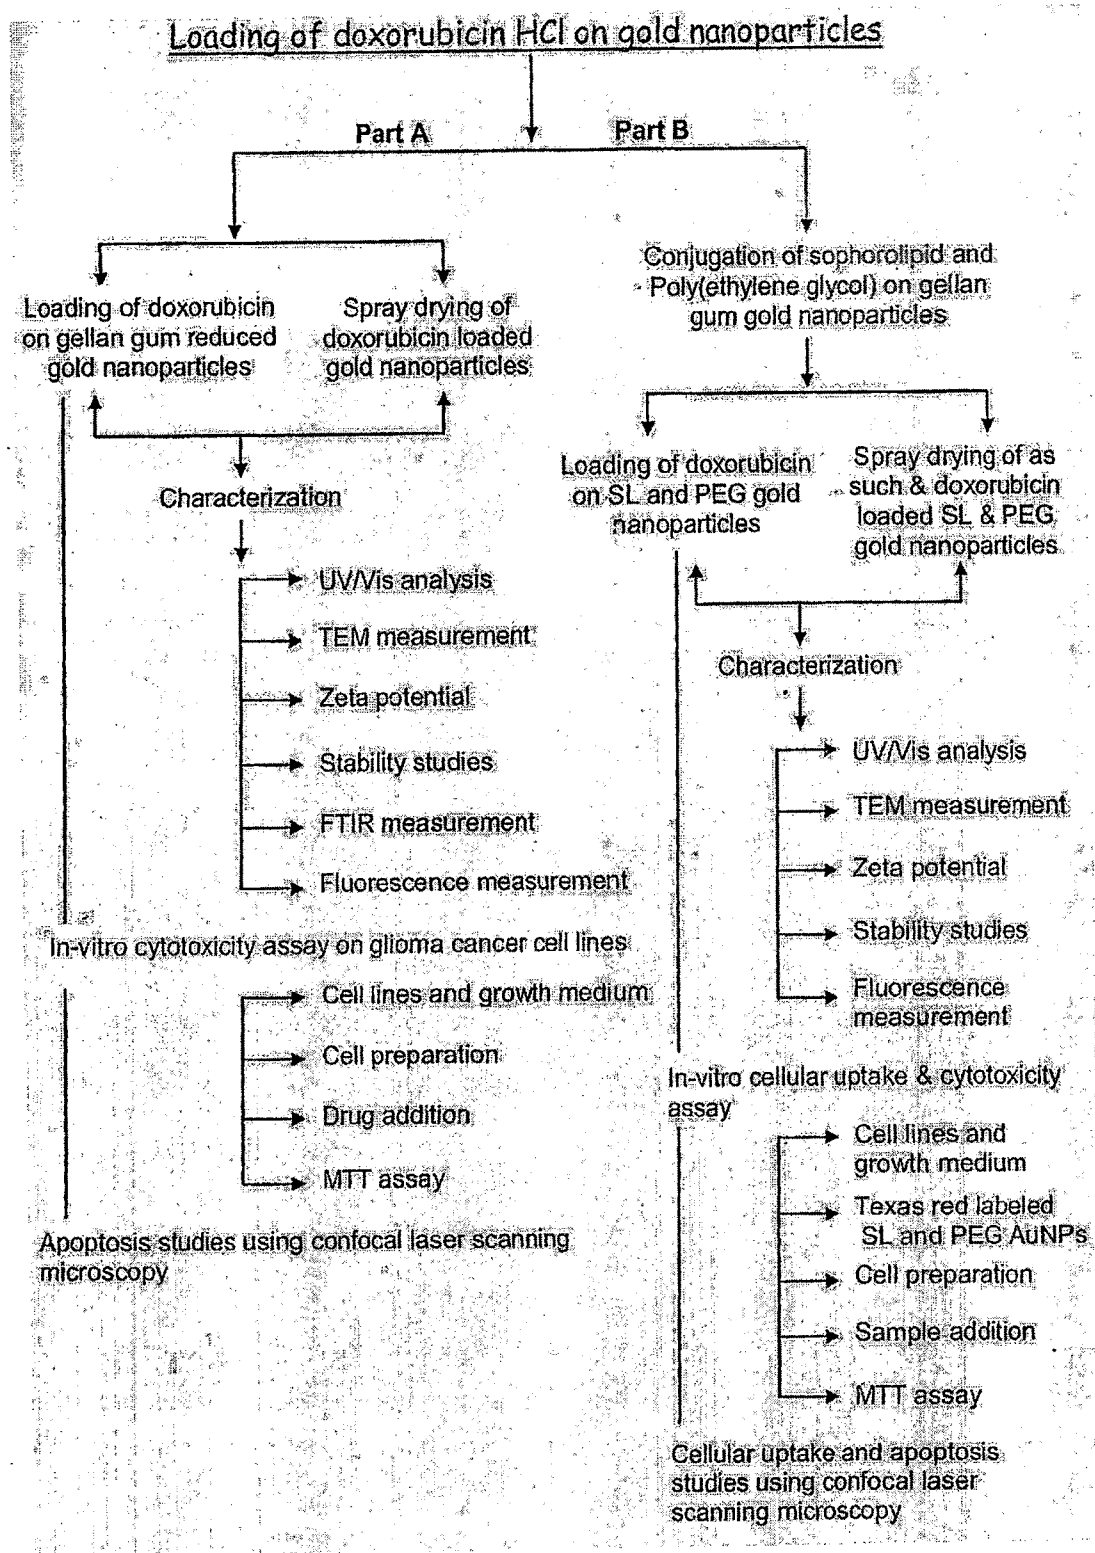 Loading of doxorubicin HCl on gold nanoparticles
Part A
Part B
Loading of doxorubicin
on gellan gum reduced
gold nanoparticles
Spray drying of
doxorubicin loaded
gold nanoparticles
Characterization
UV/Vis analysis
TEM measurement
Zeta potential
Stability studies
FTIR measurement
Fluorescence measurement
In-vitro cytotoxicity assay on glioma cancer cell lines
Cell lines and growth medium
Cell preparation
Drug addition
MTT assay
Apoptosis studies using confocal laser scanning
microscopy
Conjugation of sophorolipid and
Poly(ethylene glycol) on gellan
gum gold nanoparticles
Loading of doxorubicin
on SL and PEG gold
nanoparticles
Spray drying of as
such & doxorubicin
loaded SL & PEG
gold nanoparticles
Characterization
UV/Vis analysis
TEM measurement
Zeta potential
Stability studies
Fluorescence
measurement
In-vitro cellular uptake & cytotoxicity
assay
Cell lines and
growth medium
Texas red labeled
SL and PEG AuNPs
Cell preparation
Sample addition
MTT assay
Cellular uptake and apoptosis
studies using confocal laser
scanning microscopy